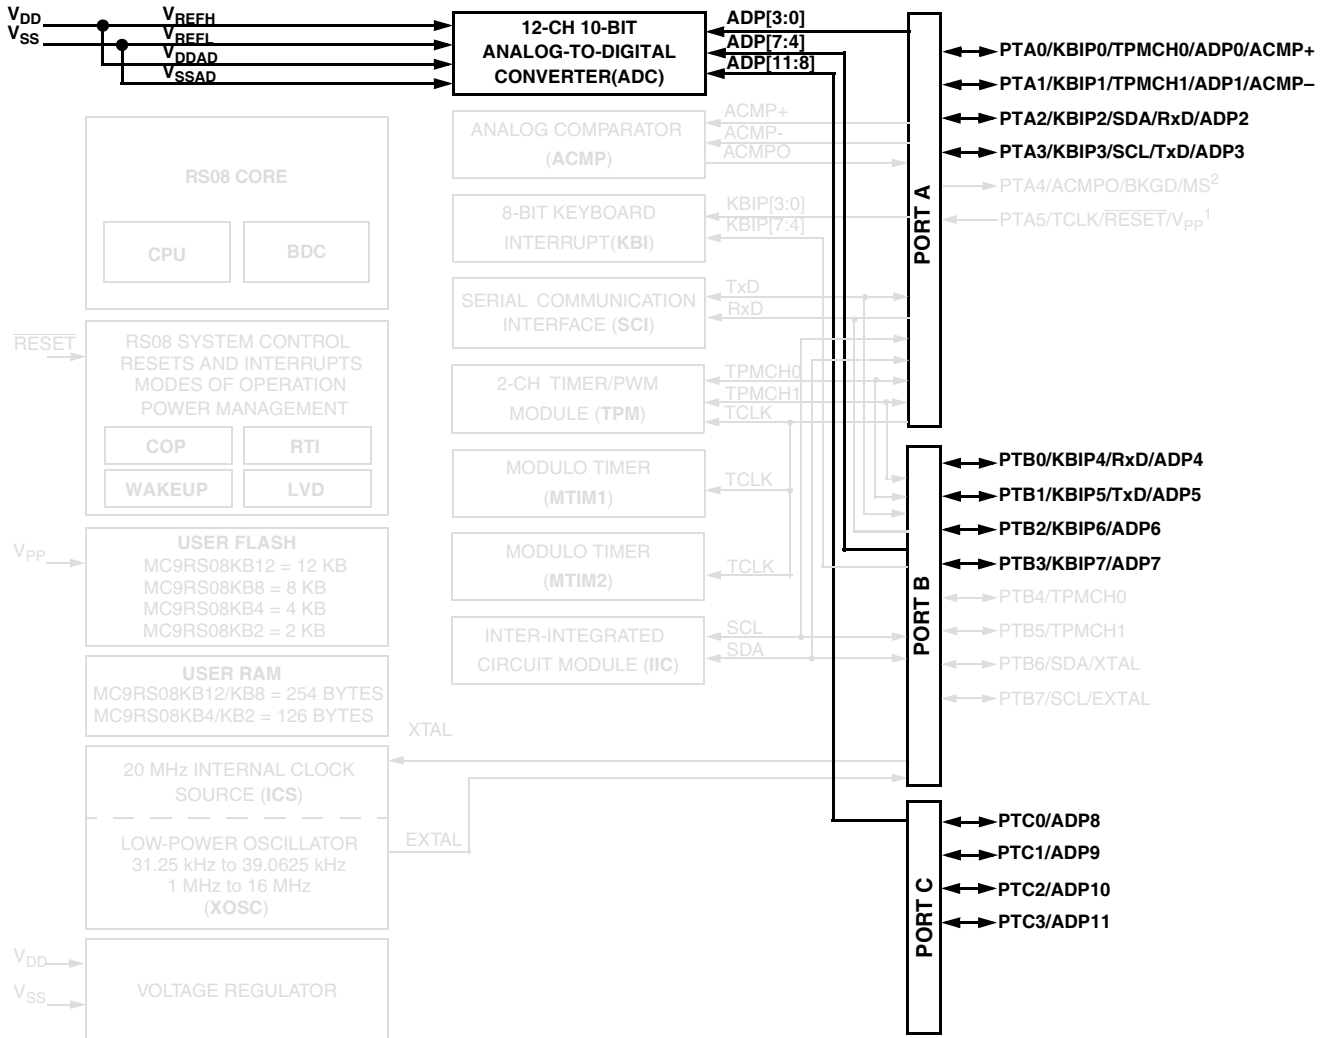 VDD
VSS
VREFH
VREFL
VDDAD
VSSAD
12-CH 10-BIT
ANALOG-TO-DIGITAL
CONVERTER(ADC)
ADP[3:0]
ADP[7:4]
ADP[11:8]
RS08 CORE
CPU
BDC
RESET
RS08 SYSTEM CONTROL
RESETS AND INTERRUPTS
MODES OF OPERATION
POWER MANAGEMENT
COP
RTI
WAKEUP
LVD
VPP
USER FLASH
MC9RS08KB12 = 12 KB
MC9RS08KB8 = 8 KB
MC9RS08KB4 = 4 KB
MC9RS08KB2 = 2 KB
USER RAM
MC9RS08KB12/KB8 = 254 BYTES
MC9RS08KB4/KB2 = 126 BYTES
20 MHz INTERNAL CLOCK
SOURCE (ICS)
LOW-POWER OSCILLATOR
31.25 kHz to 39.0625 kHz
1 MHz to 16 MHz
(XOSC)
XTAL
EXTAL
VDD
VSS
VOLTAGE REGULATOR
ANALOG COMPARATOR
(ACMP)
ACMP+
ACMP-
ACMPO
8-BIT KEYBOARD
INTERRUPT(KBI)
KBIP[3:0]
KBIP[7:4]
SERIAL COMMUNICATION
INTERFACE (SCI)
TxD
RxD
2-CH TIMER/PWM
MODULE (TPM)
TPMCH0
TPMCH1
TCLK
MODULO TIMER
(MTIM1)
TCLK
MODULO TIMER
(MTIM2)
TCLK
INTER-INTEGRATED
CIRCUIT MODULE (IIC)
SCL
SDA
PORT A
PTA0/KBIP0/TPMCH0/ADP0/ACMP+
PTA1/KBIP1/TPMCH1/ADP1/ACMP–
PTA2/KBIP2/SDA/RxD/ADP2
PTA3/KBIP3/SCL/TxD/ADP3
PTA4/ACMPO/BKGD/MS2
PTA5/TCLK/RESET/VPP1
PORT B
PTB0/KBIP4/RxD/ADP4
PTB1/KBIP5/TxD/ADP5
PTB2/KBIP6/ADP6
PTB3/KBIP7/ADP7
PTB4/TPMCH0
PTB5/TPMCH1
PTB6/SDA/XTAL
PTB7/SCL/EXTAL
PORT C
PTC0/ADP8
PTC1/ADP9
PTC2/ADP10
PTC3/ADP11